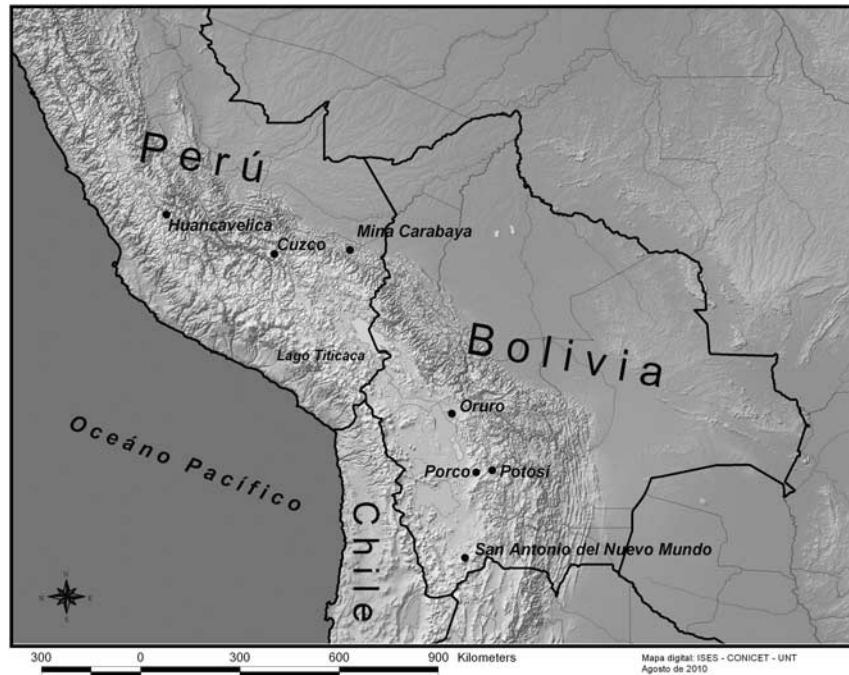 Perú
Huancavelica
Cuzco
Mina Carabaya
Lago Titicaca
Bolivia
Oruro
Porco
Potosí
Oceáno Pacífico
Chile
San Antonio del Nuevo Mundo
N
S
300 0 300 600 900 Kilometers
Mapa digital: ISES - CONICET - UNT
Agosto de 2010